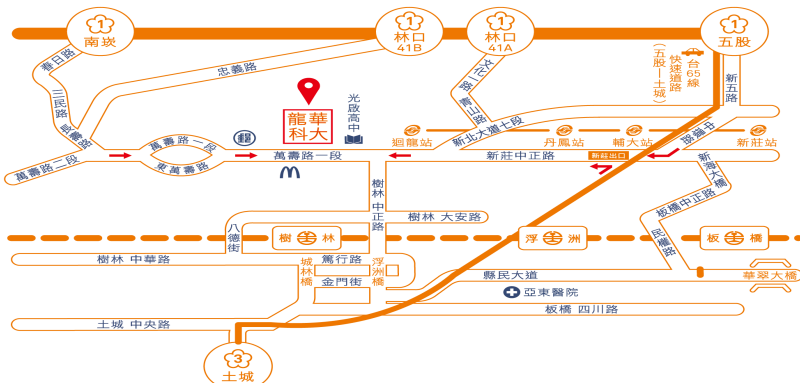 1
南崁
1
林口
41B
1
林口
41A
1
五股
春日路
三民路
長壽路
忠義路
文化一路
青山路
台65線
快速道路
(五股—土城)
新五路
龍華
科大
光啟高中
郵
迴龍站
新北大道七段
丹鳳站
輔大站
中山路
新莊站
萬壽路一段
萬壽路一段
東萬壽路
萬壽路一段
新莊中正路
新莊出口
新海大橋
樹林 中正路
樹林 大安路
八德街
板橋中正路
民權路
樹 林
浮 洲
板 橋
樹林 中華路
城林橋
篤行路
浮洲橋
金門街
縣民大道
華翠大橋
亞東醫院
土城 中央路
板橋 四川路
3
土城